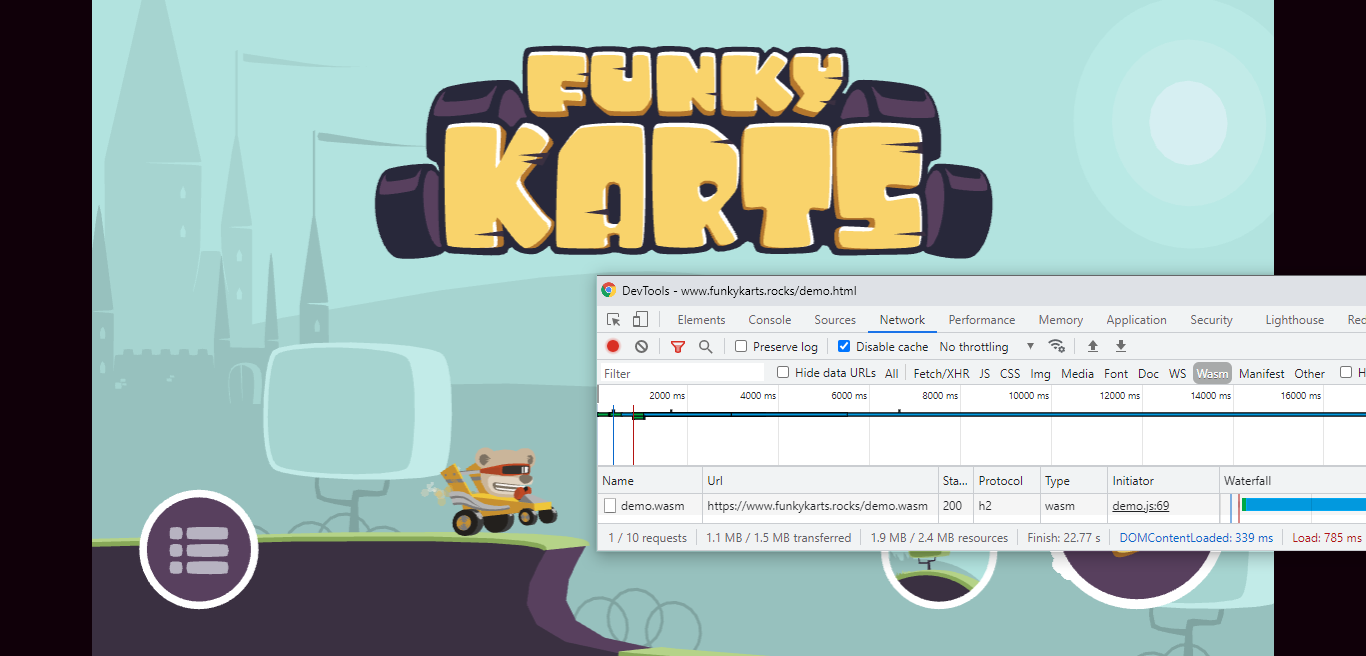 FUNKY
KARTS
DevTools - www.funkykarts.rocks/demo.html
Elements Console Sources Network Performance Memory Application Security Lighthouse Rec
Preserve log Disable cache No throttling
Filter Hide data URLs All Fetch/XHR JS CSS Img Media Font Doc WS Wasm Manifest Other H
2000 ms 4000 ms 6000 ms 8000 ms 10000 ms 12000 ms 14000 ms 16000 ms
Name Url Sta... Protocol Type Initiator Waterfall
demo.wasm https://www.funkykarts.rocks/demo.wasm 200 h2 wasm demo.js:69
1 / 10 requests 1.1 MB / 1.5 MB transferred 1.9 MB / 2.4 MB resources Finish: 22.77 s DOMContentLoaded: 339 ms Load: 785 ms